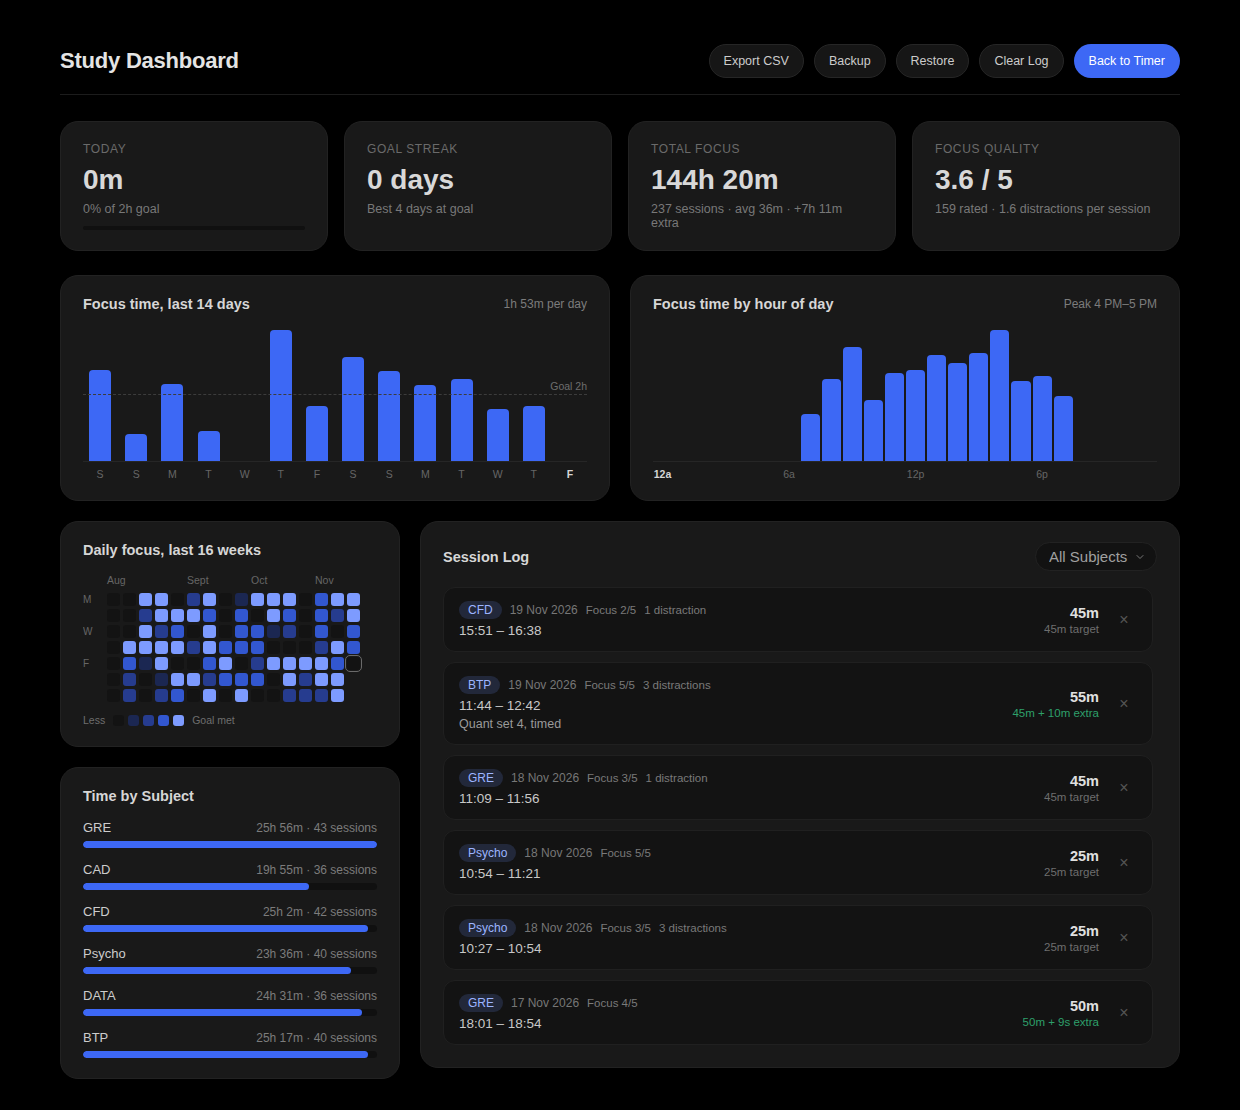 Study Dashboard
Export CSV
Backup
Restore
Clear Log
Back to Timer
TODAY
0m
0% of 2h goal
GOAL STREAK
0 days
Best 4 days at goal
TOTAL FOCUS
144h 20m
237 sessions · avg 36m · +7h 11m
extra
FOCUS QUALITY
3.6 / 5
159 rated · 1.6 distractions per session
Focus time, last 14 days
1h 53m per day
Goal 2h
S S M T W T F S S M T W T F
Focus time by hour of day
Peak 4 PM–5 PM
12a 6a 12p 6p
Daily focus, last 16 weeks
Aug Sept Oct Nov
M
W
F
Less Goal met
Time by Subject
GRE 25h 56m · 43 sessions
CAD 19h 55m · 36 sessions
CFD 25h 2m · 42 sessions
Psycho 23h 36m · 40 sessions
DATA 24h 31m · 36 sessions
BTP 25h 17m · 40 sessions
Session Log
All Subjects
CFD 19 Nov 2026 Focus 2/5 1 distraction
15:51 – 16:38
45m
45m target
×
BTP 19 Nov 2026 Focus 5/5 3 distractions
11:44 – 12:42
Quant set 4, timed
55m
45m + 10m extra
×
GRE 18 Nov 2026 Focus 3/5 1 distraction
11:09 – 11:56
45m
45m target
×
Psycho 18 Nov 2026 Focus 5/5
10:54 – 11:21
25m
25m target
×
Psycho 18 Nov 2026 Focus 3/5 3 distractions
10:27 – 10:54
25m
25m target
×
GRE 17 Nov 2026 Focus 4/5
18:01 – 18:54
50m
50m + 9s extra
×